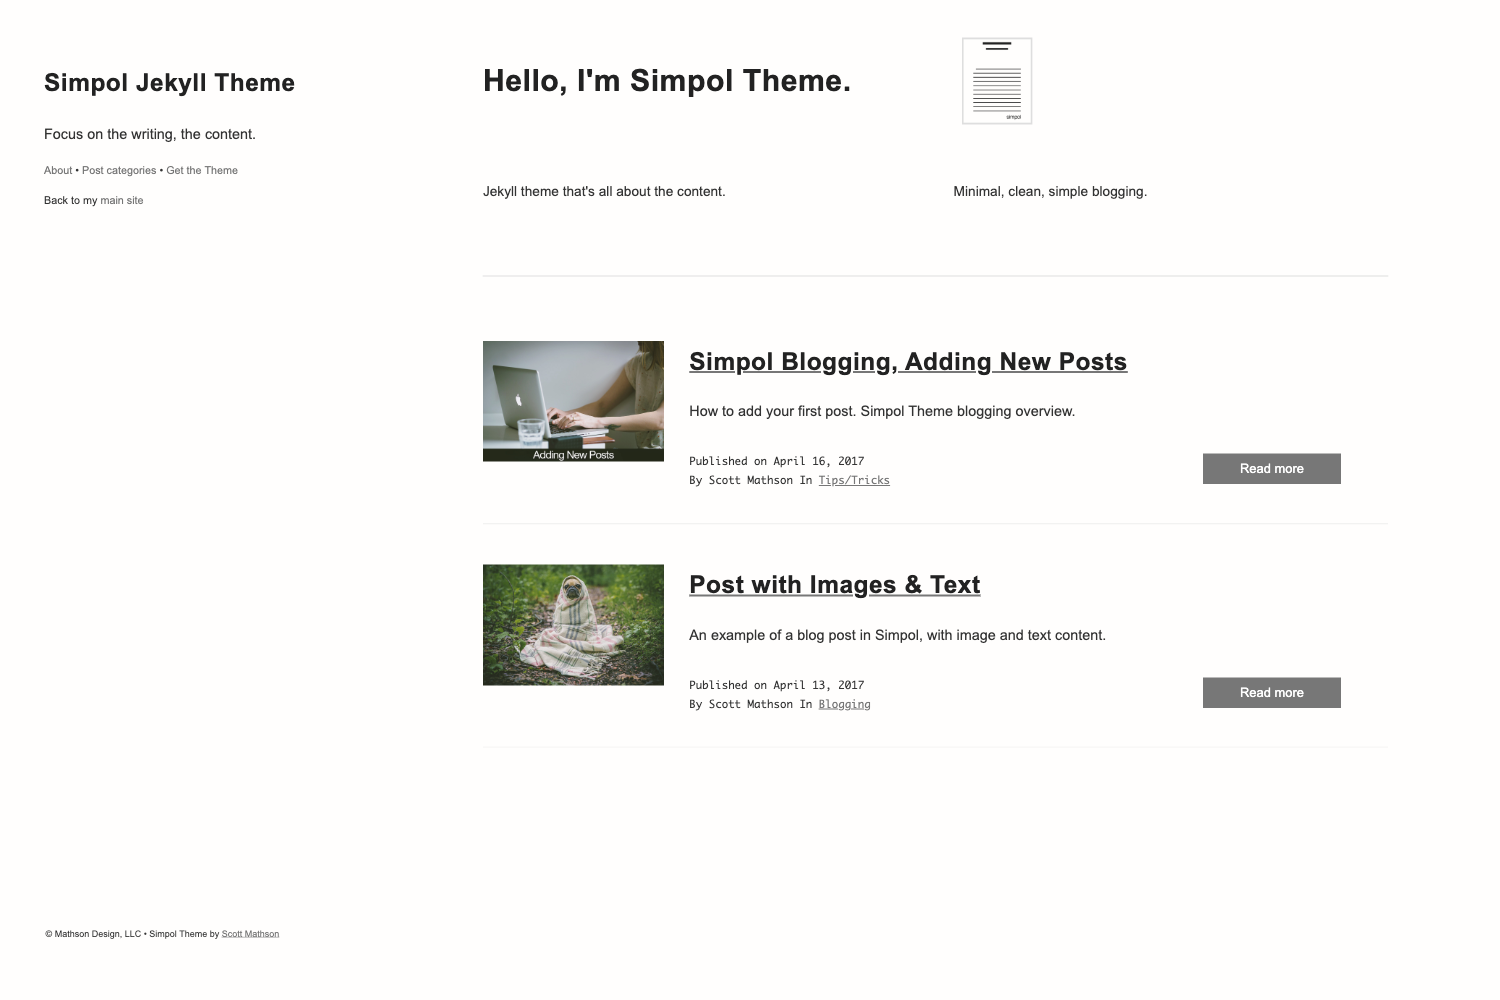 Simpol Jekyll Theme
Focus on the writing, the content.
About • Post categories • Get the Theme
Back to my main site
Hello, I'm Simpol Theme.
simpol
Jekyll theme that's all about the content.
Minimal, clean, simple blogging.
Adding New Posts
Simpol Blogging, Adding New Posts
How to add your first post. Simpol Theme blogging overview.
Published on April 16, 2017
By Scott Mathson In Tips/Tricks
Read more
Post with Images & Text
An example of a blog post in Simpol, with image and text content.
Published on April 13, 2017
By Scott Mathson In Blogging
Read more
© Mathson Design, LLC • Simpol Theme by Scott Mathson